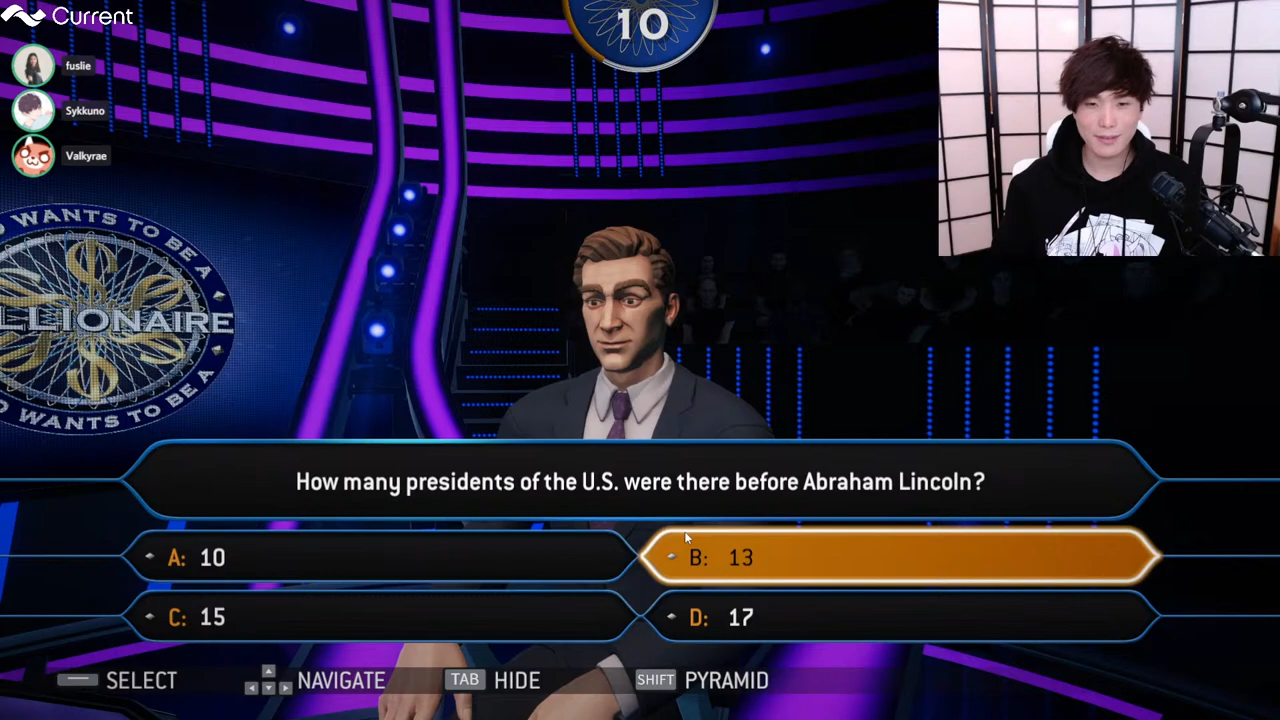 Current
10
fuslie
Sykkuno
Valkyrae
WANTS TO BE A
LLIONAIRE
O WANTS TO BE A
How many presidents of the U.S. were there before Abraham Lincoln?
A: 10
B: 13
C: 15
D: 17
SELECT
NAVIGATE
TAB HIDE
SHIFT PYRAMID